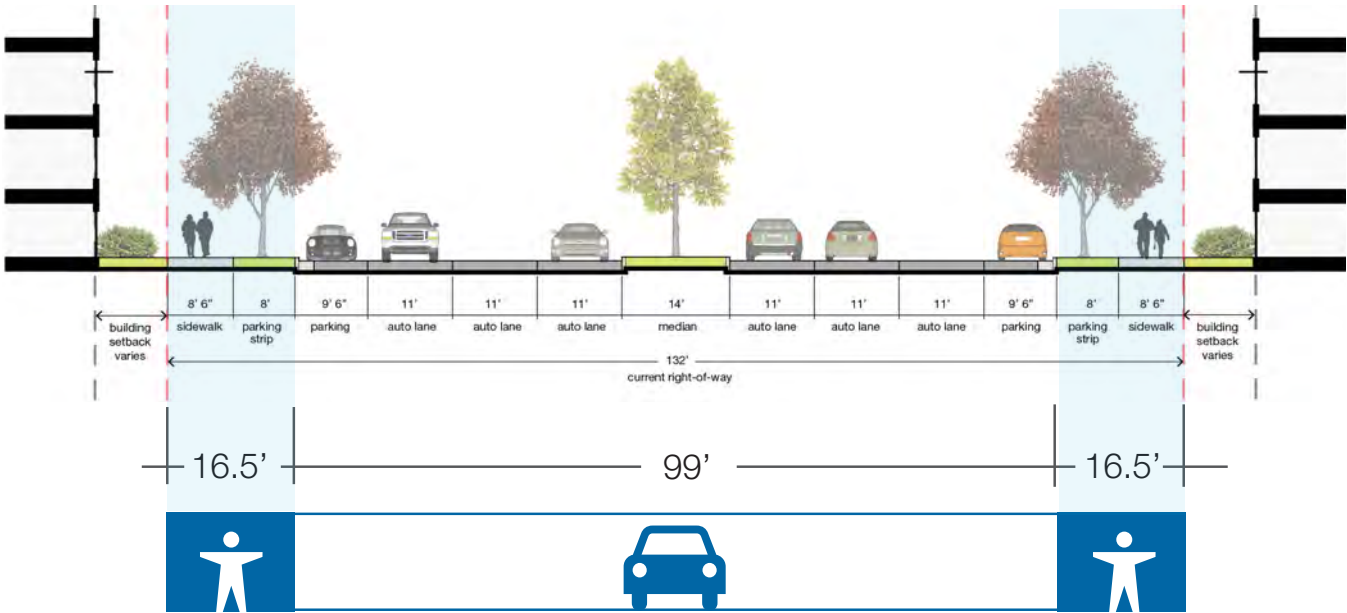 8' 6"
8'
9' 6"
11'
11'
11'
14'
11'
11'
11'
9' 6"
8'
8' 6"
building
setback
varies
sidewalk
parking
strip
parking
auto lane
auto lane
auto lane
median
auto lane
auto lane
auto lane
parking
parking
strip
sidewalk
building
setback
varies
132'
current right-of-way
16.5’
99’
16.5’